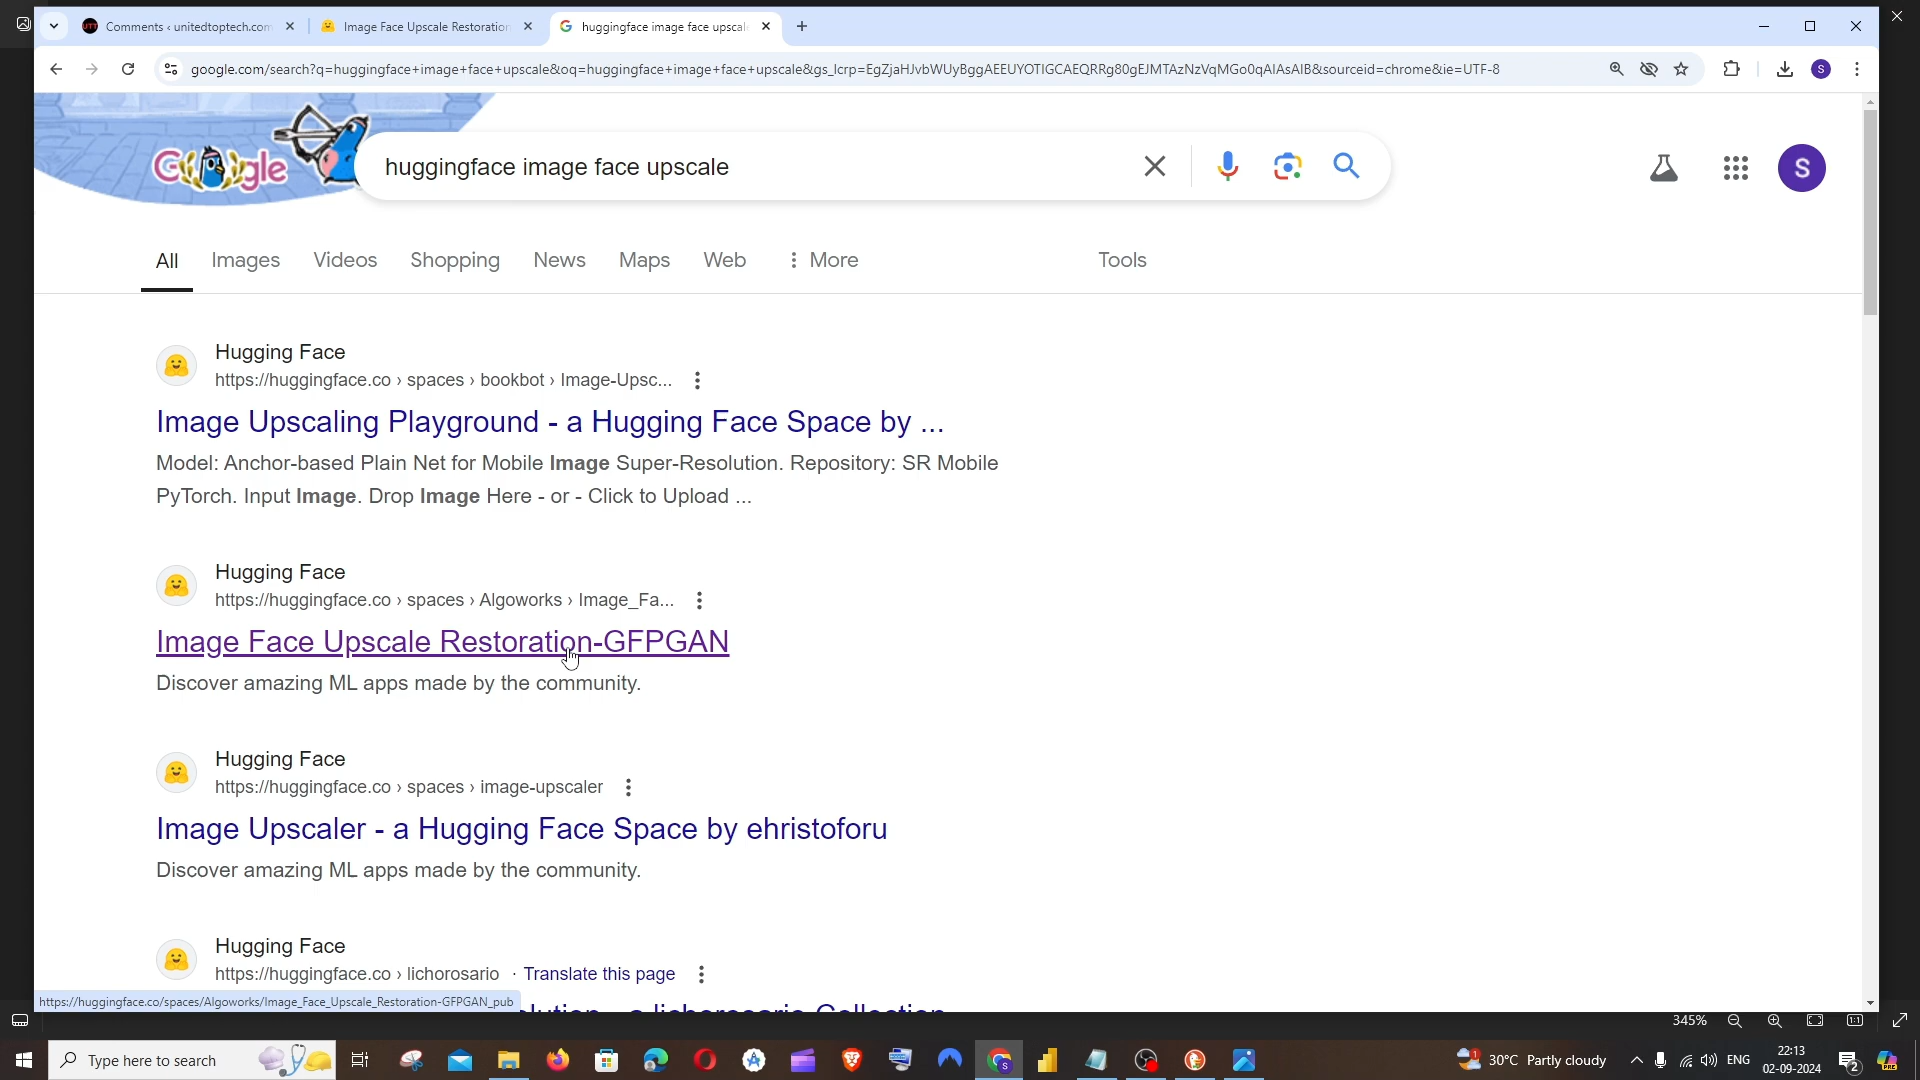 UTT Comments ‹ unitedtoptech.com
Image Face Upscale Restoration
huggingface image face upscal
google.com/search?q=huggingface+image+face+upscale&oq=huggingface+image+face+upscale&gs_lcrp=EgZjaHJvbWUyBggAEEUYOTIGCAEQRRg80gEJMTAzNzVqMGo0qAIAsAIB&sourceid=chrome&ie=UTF-8
S
Google
huggingface image face upscale
S
All Images Videos Shopping News Maps Web More Tools
Hugging Face
https://huggingface.co › spaces › bookbot › Image-Upsc...
Image Upscaling Playground - a Hugging Face Space by ...
Model: Anchor-based Plain Net for Mobile Image Super-Resolution. Repository: SR Mobile
PyTorch. Input Image. Drop Image Here - or - Click to Upload ...
Hugging Face
https://huggingface.co › spaces › Algoworks › Image_Fa...
Image Face Upscale Restoration-GFPGAN
Discover amazing ML apps made by the community.
Hugging Face
https://huggingface.co › spaces › image-upscaler
Image Upscaler - a Hugging Face Space by ehristoforu
Discover amazing ML apps made by the community.
Hugging Face
https://huggingface.co › lichorosario · Translate this page
https://huggingface.co/spaces/Algoworks/Image_Face_Upscale_Restoration-GFPGAN_pub
345%
Type here to search
30°C Partly cloudy
ENG
22:13
02-09-2024
2